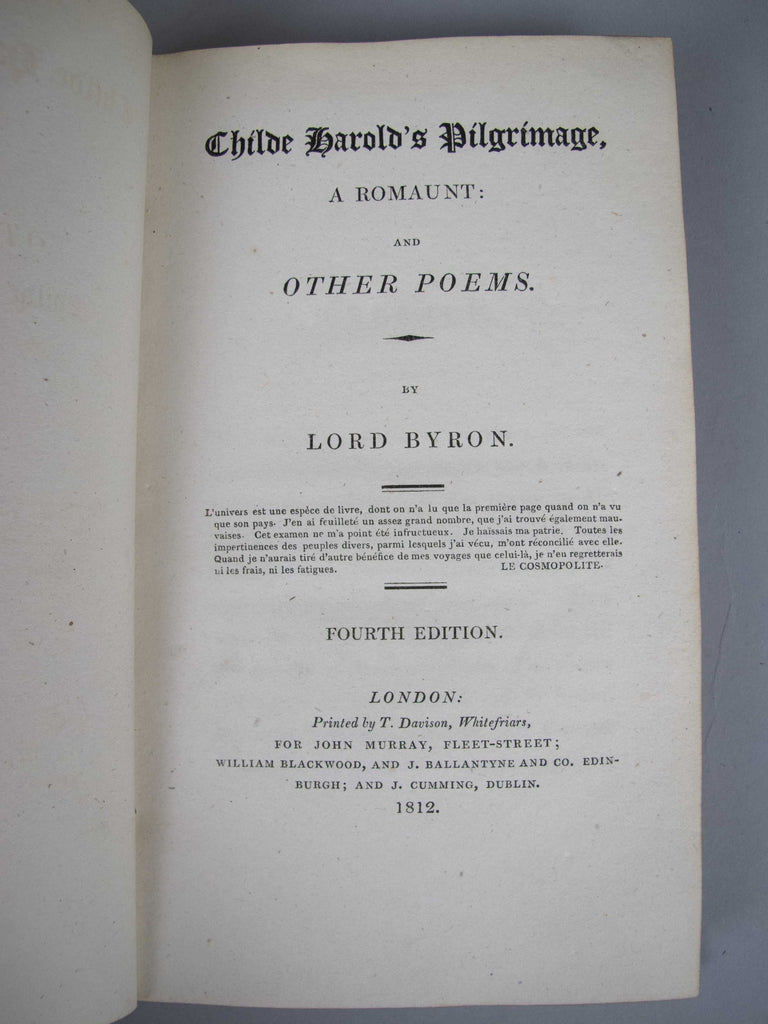 Childe Harold's Pilgrimage,
A ROMAUNT:
AND
OTHER POEMS.
BY
LORD BYRON.
L'univers est une espéce de livre, dont on n'a lu que la première page quand on n'a vu
que son pays. J'en ai feuilleté un assez grand nombre, que j'ai trouvé également mau-
vaises. Cet examen ne m'a point été infructueux. Je haïssais ma patrie. Toutes les
impertinences des peuples divers, parmi lesquels j'ai vécu, m'ont réconcilié avec elle.
Quand je n'aurais tiré d'autre bénéfice de mes voyages que celui-là, je n'en regretterais
ni les frais, ni les fatigues. LE COSMOPOLITE.
FOURTH EDITION.
LONDON:
Printed by T. Davison, Whitefriars,
FOR JOHN MURRAY, FLEET-STREET;
WILLIAM BLACKWOOD, AND J. BALLANTYNE AND CO. EDIN-
BURGH; AND J. CUMMING, DUBLIN.
1812.